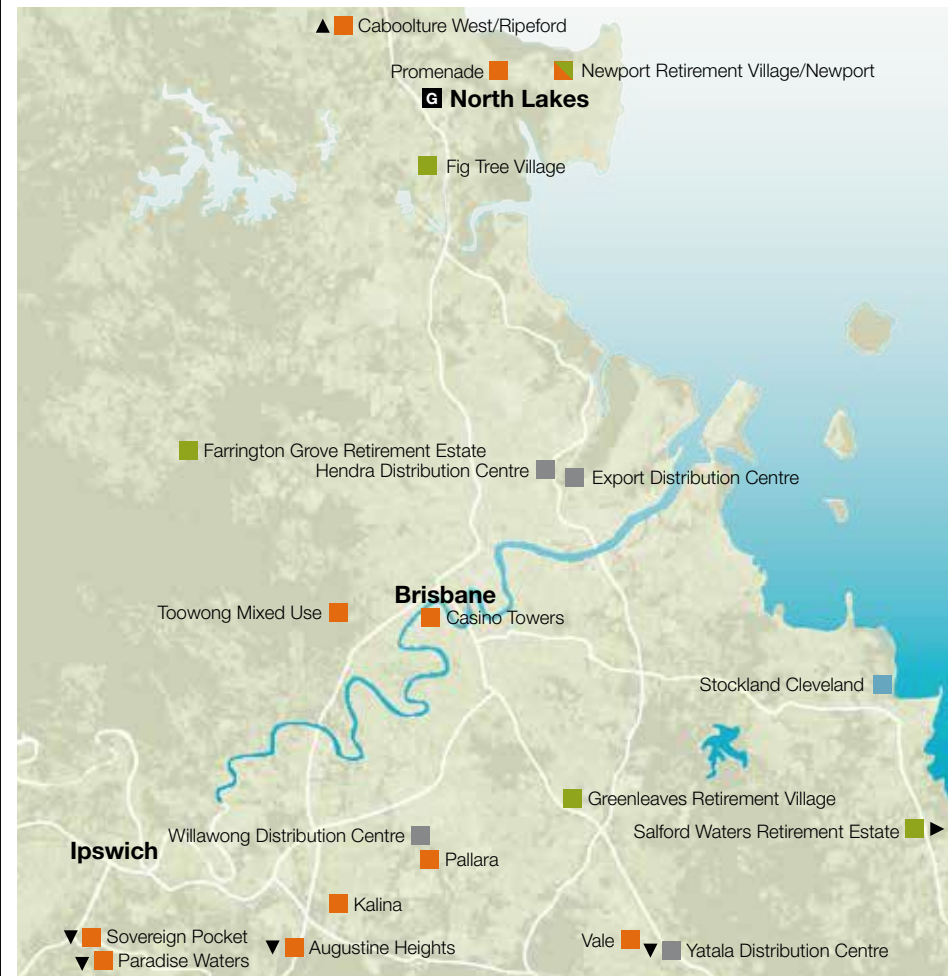 Caboolture West/Ripeford
Promenade
Newport Retirement Village/Newport
G North Lakes
Fig Tree Village
Farrington Grove Retirement Estate
Hendra Distribution Centre
Export Distribution Centre
Brisbane
Toowong Mixed Use
Casino Towers
Stockland Cleveland
Greenleaves Retirement Village
Salford Waters Retirement Estate
Willawong Distribution Centre
Ipswich
Pallara
Kalina
Sovereign Pocket
Augustine Heights
Vale
Yatala Distribution Centre
Paradise Waters